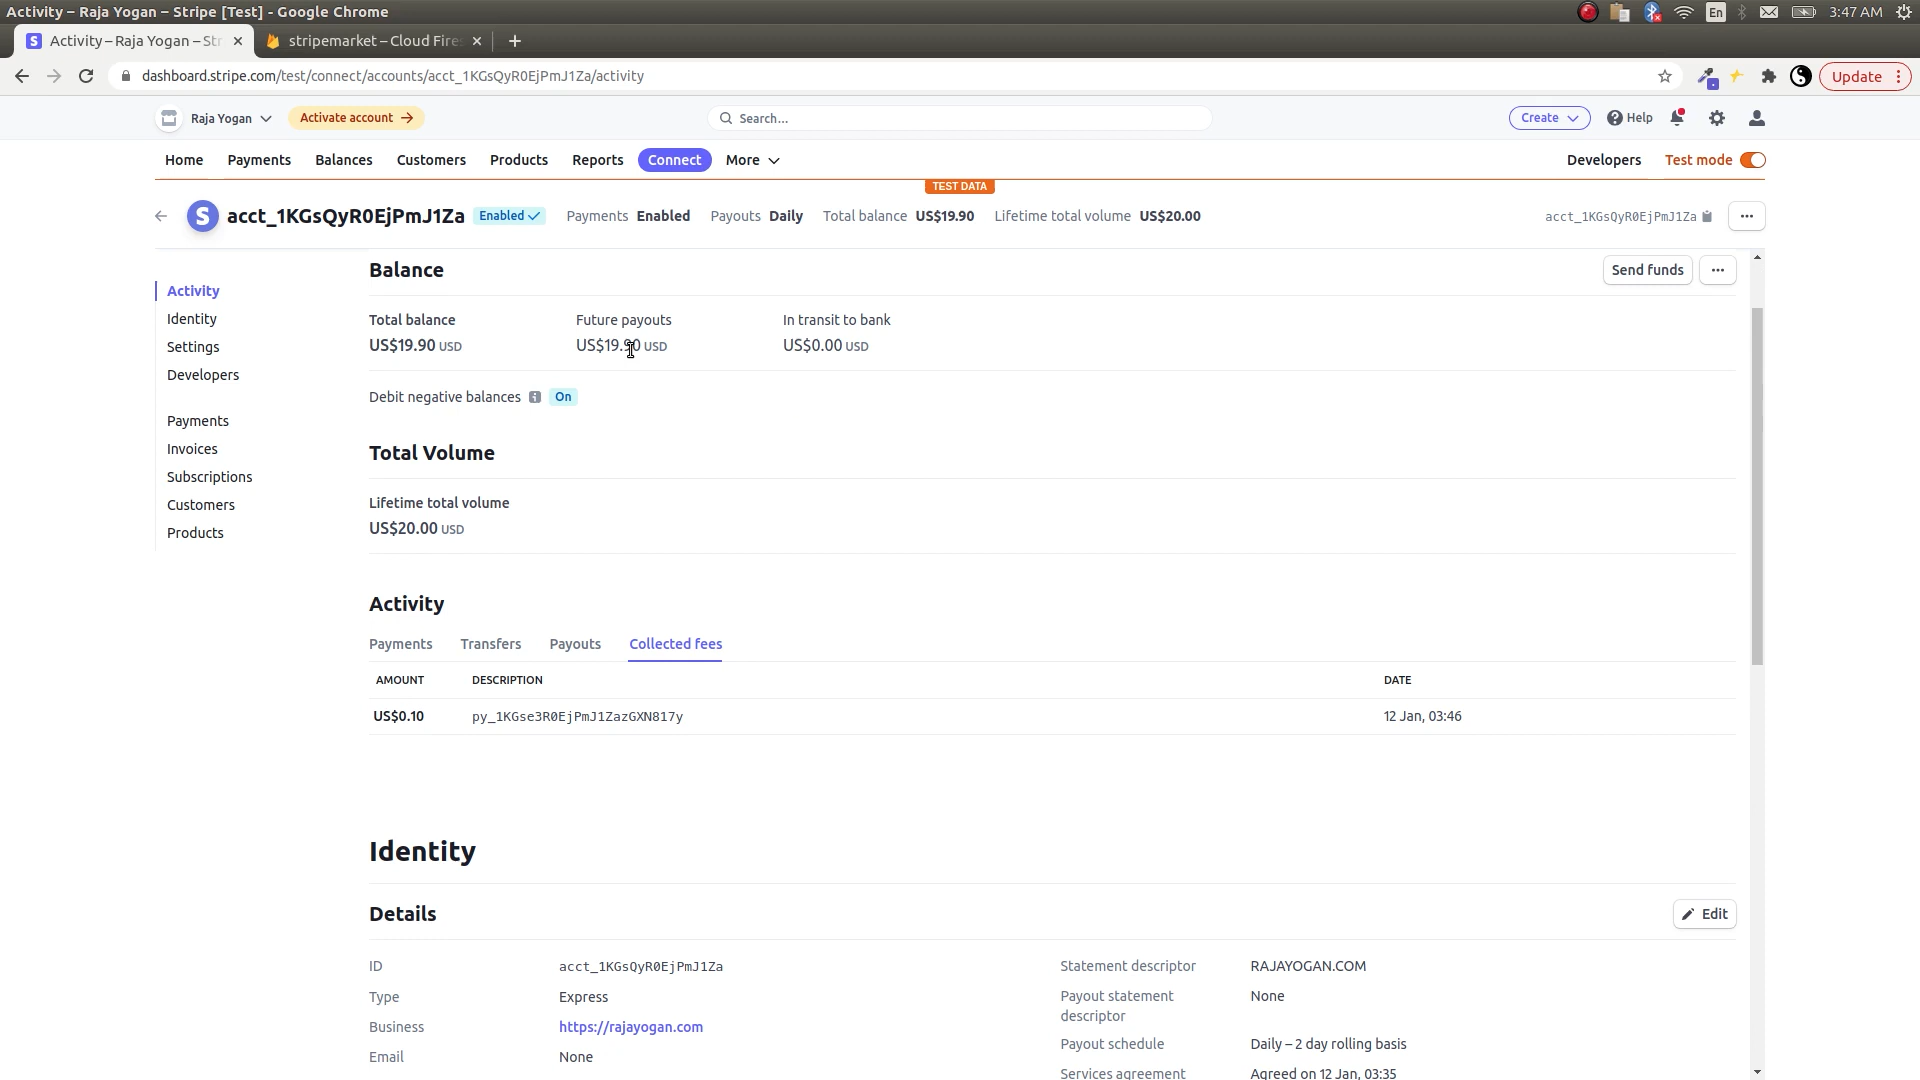 Activity – Raja Yogan – Stripe [Test] - Google Chrome
En
3:47 AM
Activity – Raja Yogan – Str
stripemarket – Cloud Fire
dashboard.stripe.com/test/connect/accounts/acct_1KGsQyR0EjPmJ1Za/activity
Update
Raja Yogan
Activate account →
Search...
Create
Help
Home
Payments
Balances
Customers
Products
Reports
Connect
More
Developers
Test mode
TEST DATA
S
acct_1KGsQyR0EjPmJ1Za
Enabled
Payments Enabled
Payouts Daily
Total balance US$19.90
Lifetime total volume US$20.00
acct_1KGsQyR0EjPmJ1Za
Activity
Identity
Settings
Developers
Payments
Invoices
Subscriptions
Customers
Products
Balance
Send funds
Total balance
Future payouts
In transit to bank
US$19.90 USD
US$19.90 USD
US$0.00 USD
Debit negative balances
On
Total Volume
Lifetime total volume
US$20.00 USD
Activity
Payments
Transfers
Payouts
Collected fees
AMOUNT
DESCRIPTION
DATE
US$0.10
py_1KGse3R0EjPmJ1ZazGXN817y
12 Jan, 03:46
Identity
Details
Edit
ID
acct_1KGsQyR0EjPmJ1Za
Type
Express
Business
https://rajayogan.com
Email
None
Statement descriptor
RAJAYOGAN.COM
Payout statement
descriptor
None
Payout schedule
Daily – 2 day rolling basis
Services agreement
Agreed on 12 Jan, 03:35